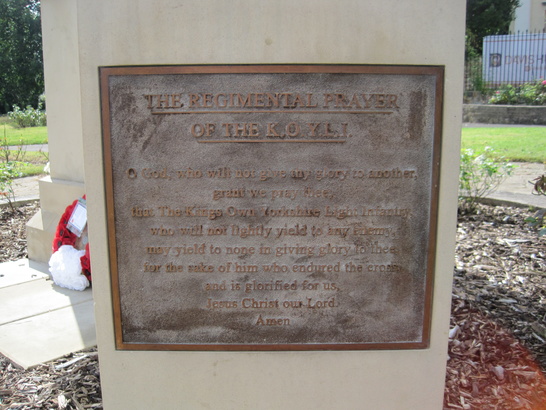 THE REGIMENTAL PRAYER
OF THE K.O.Y.L.I.
O God, who will not give my glory to another,
grant we pray thee,
that The Kings Own Yorkshire Light Infantry
who will not lightly yield to any enemy,
may yield to none in giving glory to thee
for the sake of him who endured the cross
and is glorified for us,
Jesus Christ our Lord.
Amen